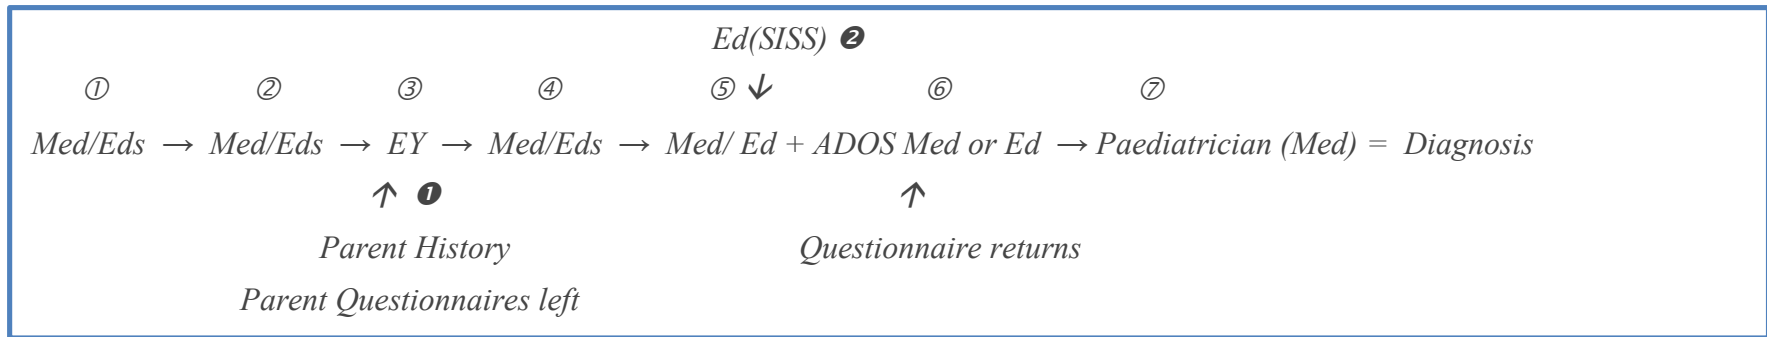 Ed(SISS) ❷
① ② ③ ④ ⑤ ↓ ⑥ ⑦
Med/Eds → Med/Eds → EY → Med/Eds → Med/ Ed + ADOS Med or Ed → Paediatrician (Med) = Diagnosis
↑ ❶ ↑
Parent History Questionnaire returns
Parent Questionnaires left